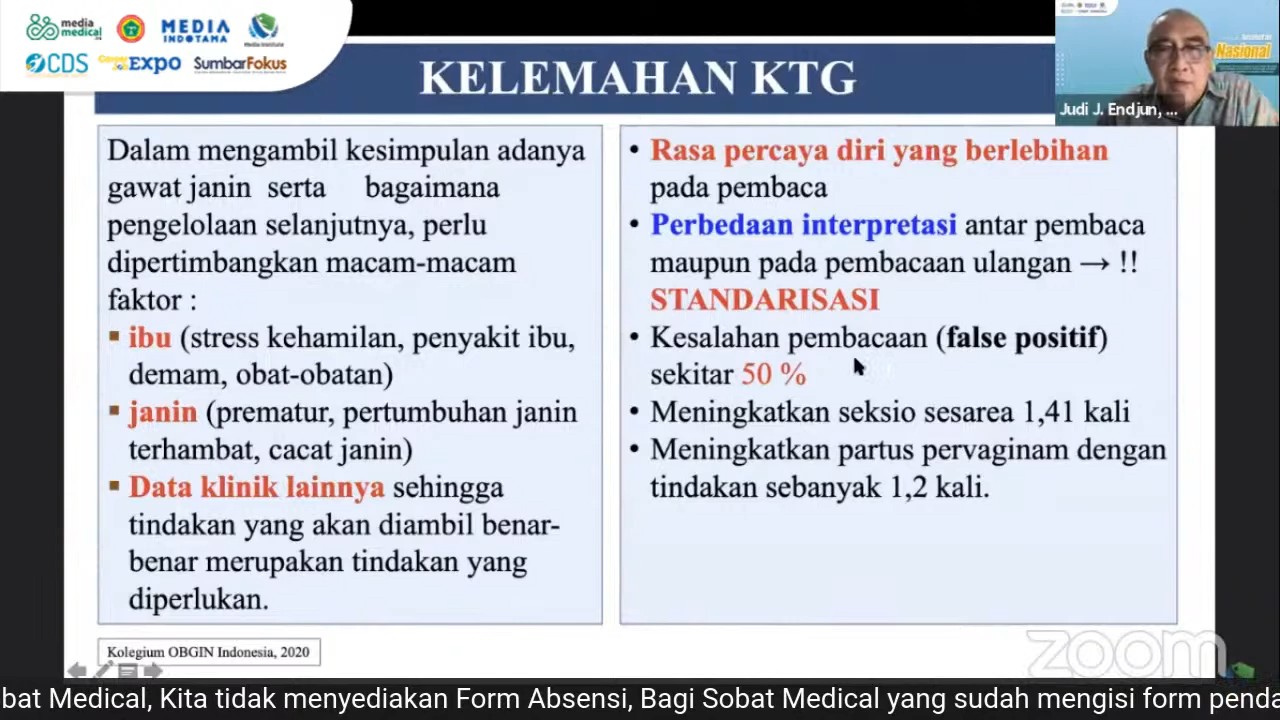 media
medical
MEDIA
INDOTAMA
Media Institute
CDS
EXPO
SumbarFokus
KELEMAHAN KTG
Nasional
Judi J. Endjun, ...
Dalam mengambil kesimpulan adanya
gawat janin serta bagaimana
pengelolaan selanjutnya, perlu
dipertimbangkan macam-macam
faktor :
▪ ibu (stress kehamilan, penyakit ibu,
demam, obat-obatan)
▪ janin (prematur, pertumbuhan janin
terhambat, cacat janin)
▪ Data klinik lainnya sehingga
tindakan yang akan diambil benar-
benar merupakan tindakan yang
diperlukan.
• Rasa percaya diri yang berlebihan
pada pembaca
• Perbedaan interpretasi antar pembaca
maupun pada pembacaan ulangan → !!
STANDARISASI
• Kesalahan pembacaan (false positif)
sekitar 50 %
• Meningkatkan seksio sesarea 1,41 kali
• Meningkatkan partus pervaginam dengan
tindakan sebanyak 1,2 kali.
Kolegium OBGIN Indonesia, 2020
zoom
bat Medical, Kita tidak menyediakan Form Absensi, Bagi Sobat Medical yang sudah mengisi form penda